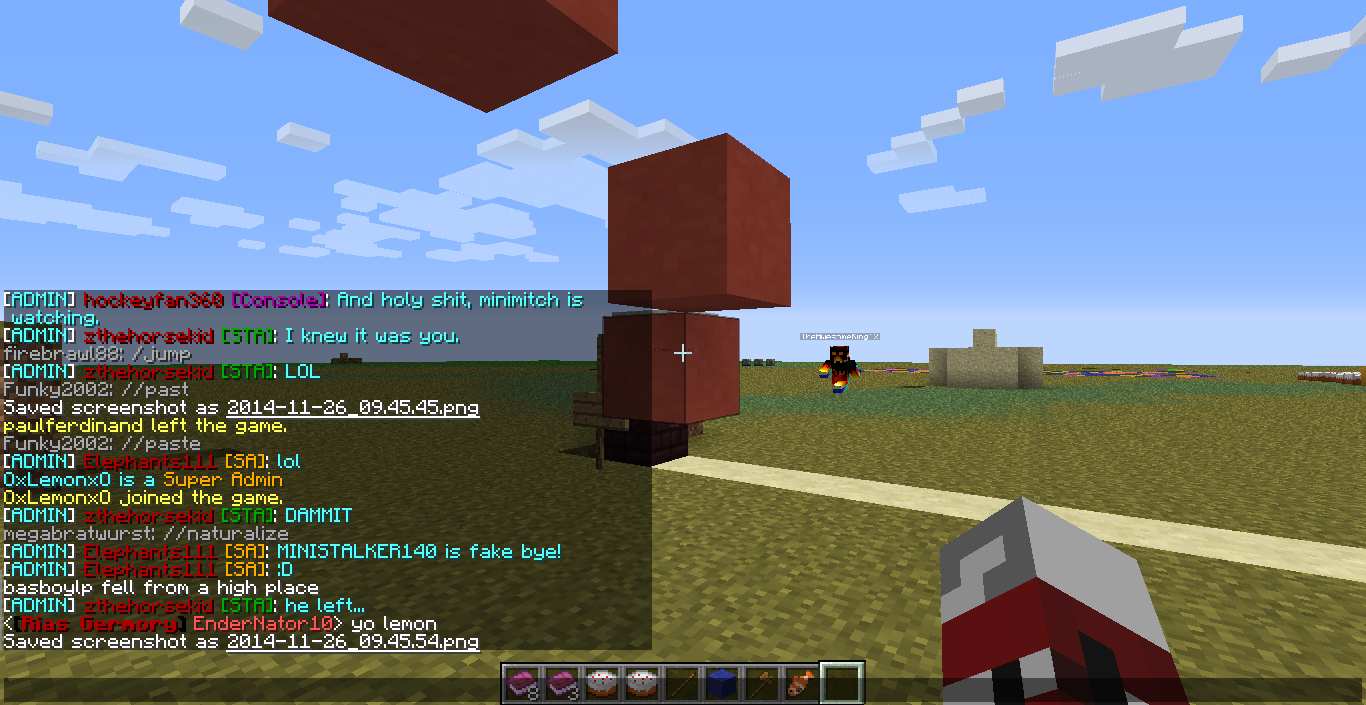 [ADMIN] hockeyfan360 [Console]: And holy shit, minimitch is
watching.
[ADMIN] zthehorsekid [STA]: I knew it was you.
firebrawl88: /jump
[ADMIN] zthehorsekid [STA]: LOL
Funky2002: //past
Saved screenshot as 2014-11-26_09.45.45.png
paulferdinand left the game.
Funky2002: //paste
[ADMIN] Elephants111 [SA]: lol
0xLemonx0 is a Super Admin
0xLemonx0 joined the game.
[ADMIN] zthehorsekid [STA]: DAMMIT
megabratwurst: //naturalize
[ADMIN] Elephants111 [SA]: MINISTALKER140 is fake bye!
[ADMIN] Elephants111 [SA]: :D
basboylp fell from a high place
[ADMIN] zthehorsekid [STA]: he left...
<[Rias Germory] EnderNator10> yo lemon
Saved screenshot as 2014-11-26_09.45.54.png
8
3